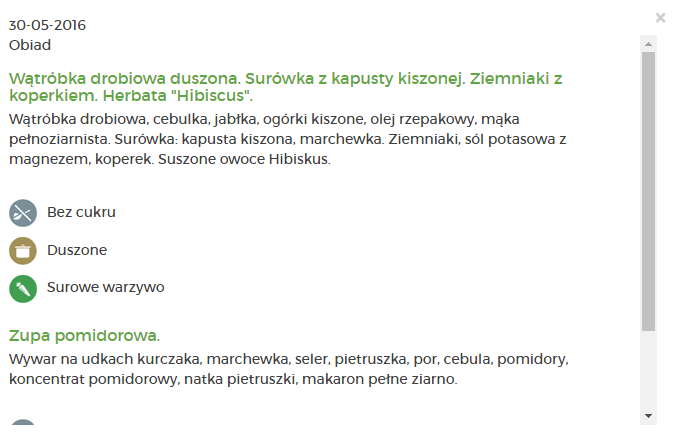 30-05-2016
Obiad
Wątróbka drobiowa duszona. Surówka z kapusty kiszonej. Ziemniaki z
koperkiem. Herbata "Hibiscus".
Wątróbka drobiowa, cebulka, jabłka, ogórki kiszone, olej rzepakowy, mąka
pełnoziarnista. Surówka: kapusta kiszona, marchewka. Ziemniaki, sól potasowa z
magnezem, koperek. Suszone owoce Hibiskus.
Bez cukru
Duszone
Surowe warzywo
Zupa pomidorowa.
Wywar na udkach kurczaka, marchewka, seler, pietruszka, por, cebula, pomidory,
koncentrat pomidorowy, natka pietruszki, makaron pełne ziarno.